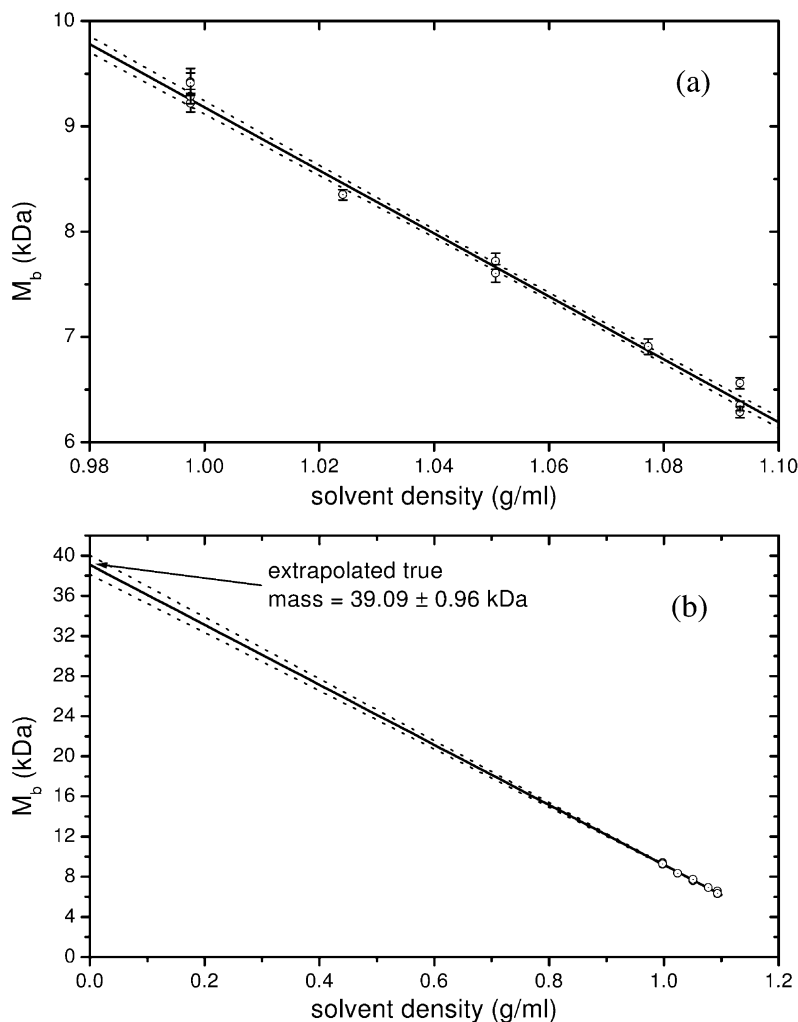 10
9
8
7
6
M_b (kDa)
(a)
0.98 1.00 1.02 1.04 1.06 1.08 1.10
solvent density (g/ml)
40
36
32
28
24
20
16
12
8
4
0
M_b (kDa)
extrapolated true
mass = 39.09 ± 0.96 kDa
(b)
0.0 0.2 0.4 0.6 0.8 1.0 1.2
solvent density (g/ml)